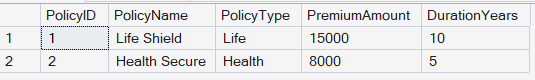 PolicyID PolicyName PolicyType PremiumAmount DurationYears
1 1 Life Shield Life 15000 10
2 2 Health Secure Health 8000 5